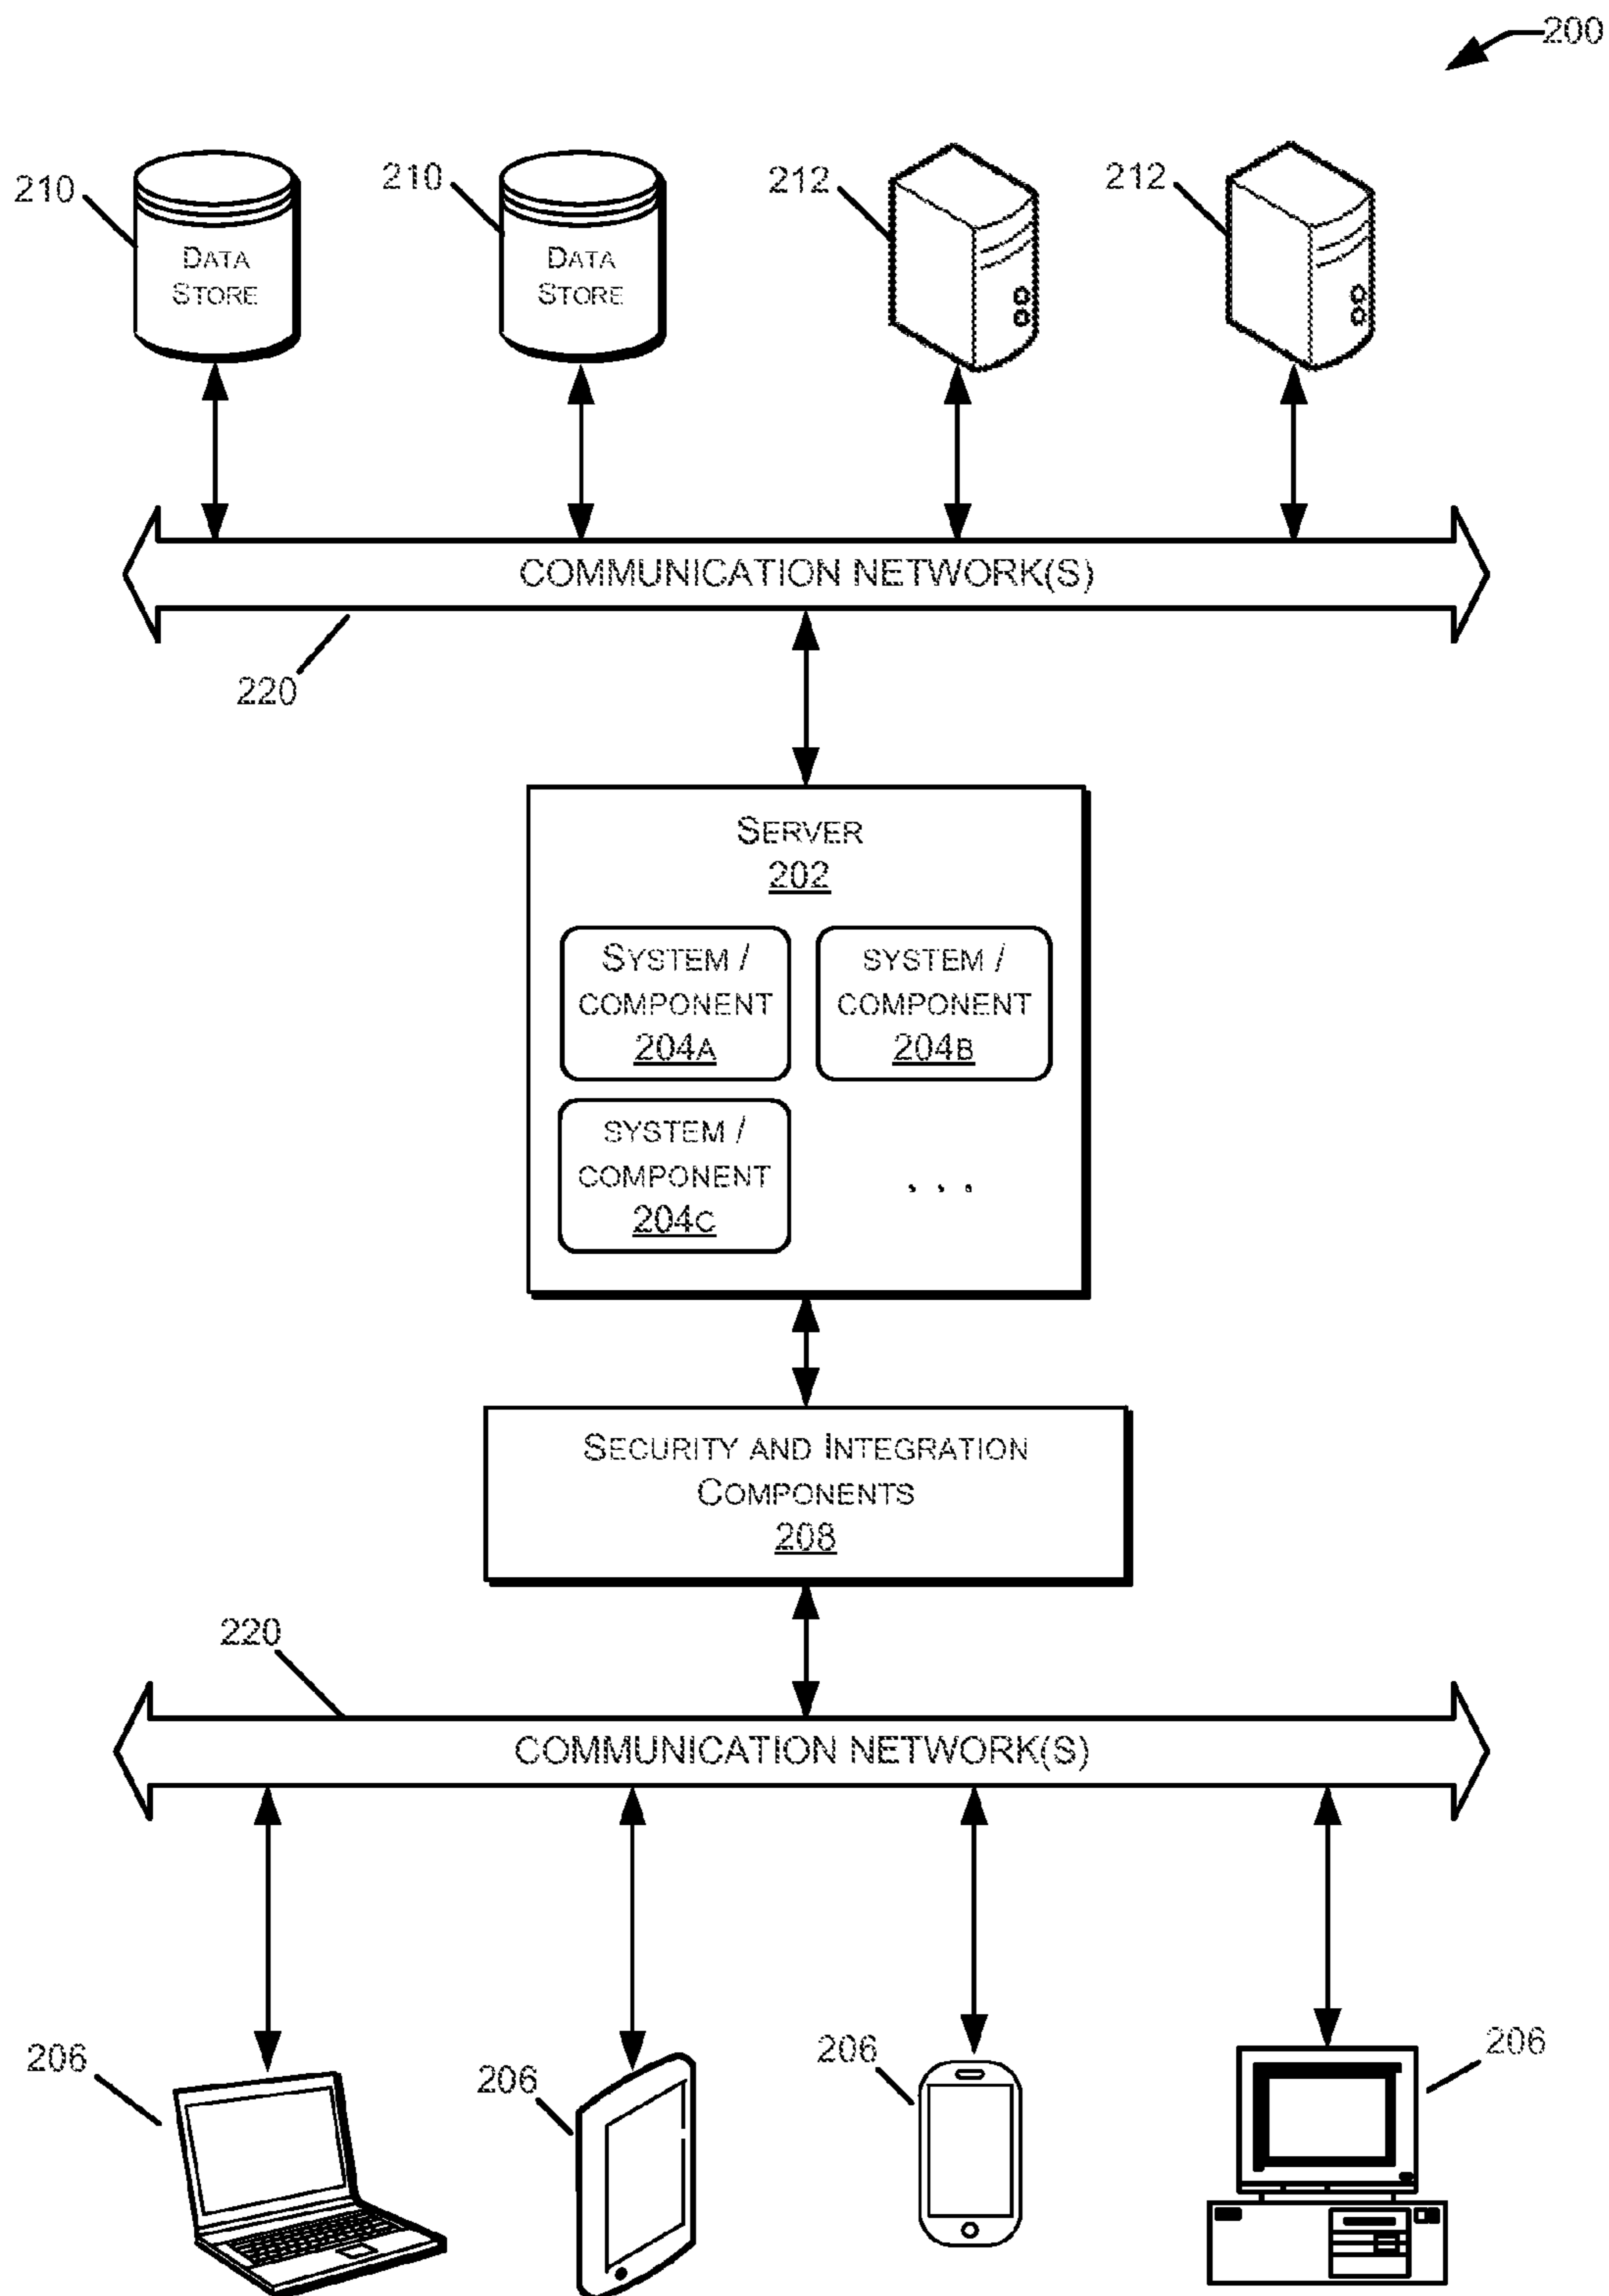 200
210
210
212
212
DATA
STORE
DATA
STORE
COMMUNICATION NETWORK(S)
220
SERVER
202
SYSTEM /
COMPONENT
204A
SYSTEM /
COMPONENT
204B
SYSTEM /
COMPONENT
204C
. . .
SECURITY AND INTEGRATION
COMPONENTS
208
220
COMMUNICATION NETWORK(S)
206
206
206
206